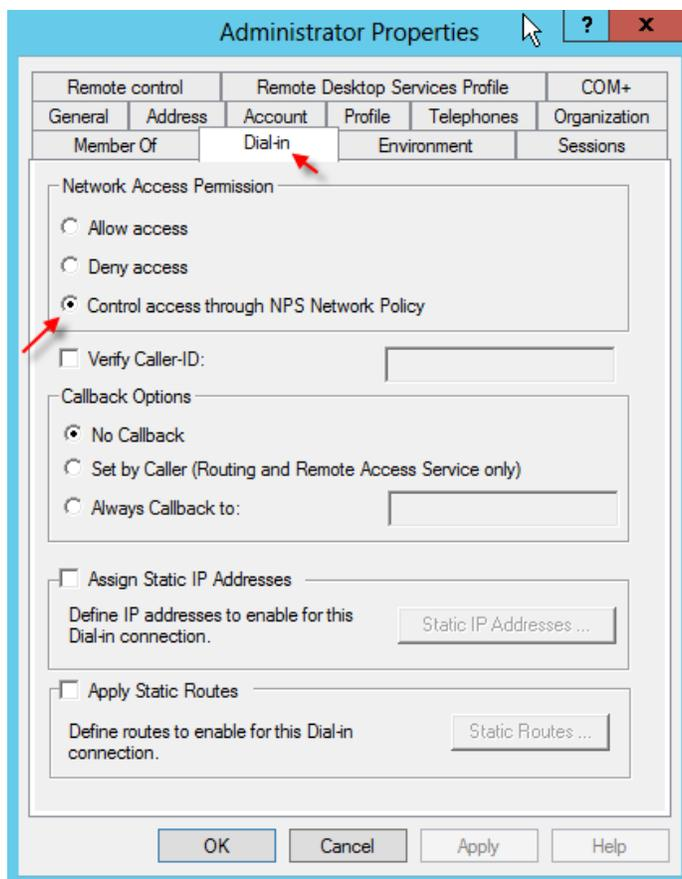 Administrator Properties ? x
Remote control Remote Desktop Services Profile COM+
General Address Account Profile Telephones Organization
Member Of Dial-in Environment Sessions
Network Access Permission
Allow access
Deny access
Control access through NPS Network Policy
Verify Caller-ID:
Callback Options
No Callback
Set by Caller (Routing and Remote Access Service only)
Always Callback to:
Assign Static IP Addresses
Define IP addresses to enable for this
Dial-in connection.
Static IP Addresses ...
Apply Static Routes
Define routes to enable for this Dial-in
connection.
Static Routes ...
OK Cancel Apply Help